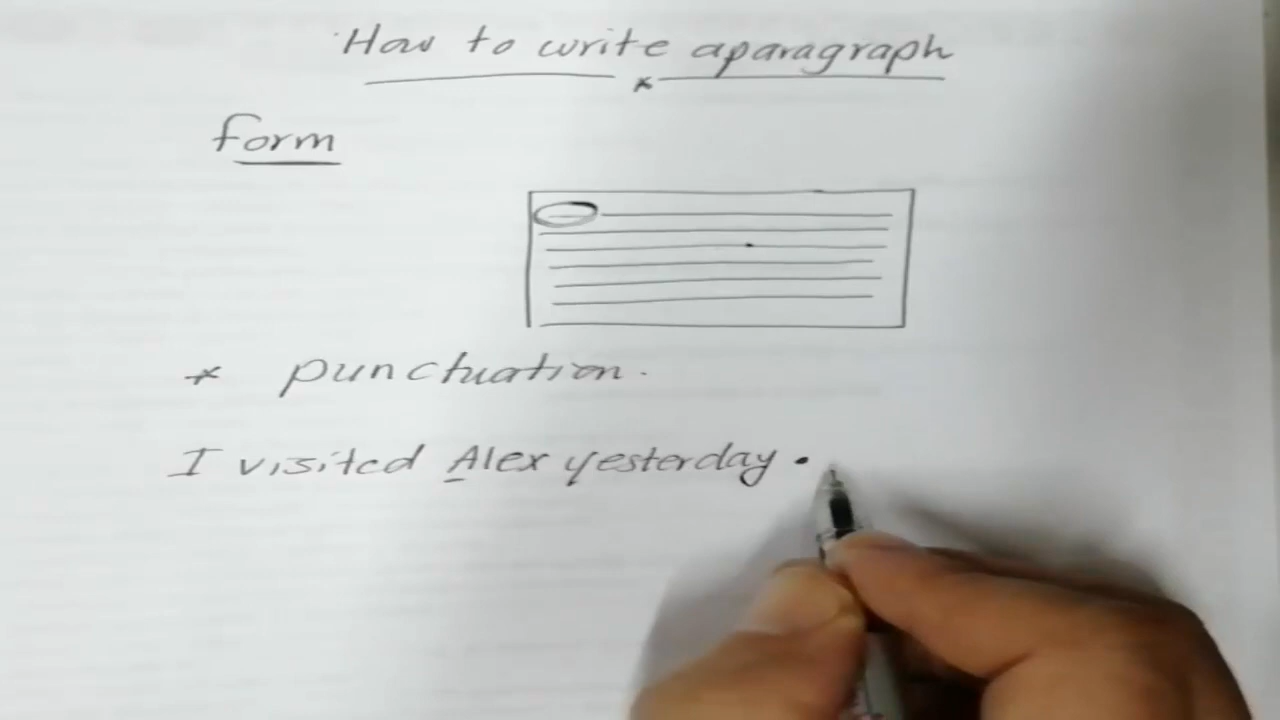 How to write aparagraph
form
* punctuation.
I visited Alex yesterday.